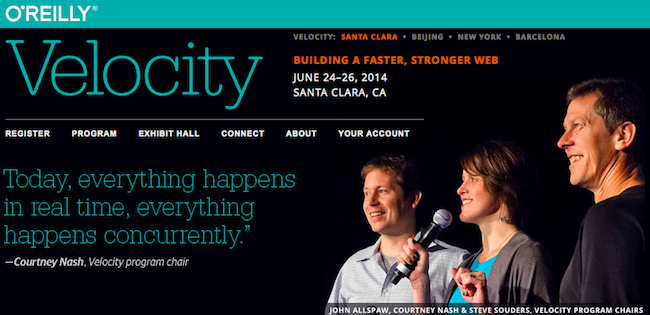 O'REILLY®
VELOCITY: SANTA CLARA • BEIJING • NEW YORK • BARCELONA
Velocity
BUILDING A FASTER, STRONGER WEB
JUNE 24–26, 2014
SANTA CLARA, CA
REGISTER PROGRAM EXHIBIT HALL CONNECT ABOUT YOUR ACCOUNT
Today, everything happens
in real time, everything
happens concurrently.”
—Courtney Nash, Velocity program chair
JOHN ALLSPAW, COURTNEY NASH & STEVE SOUDERS, VELOCITY PROGRAM CHAIRS